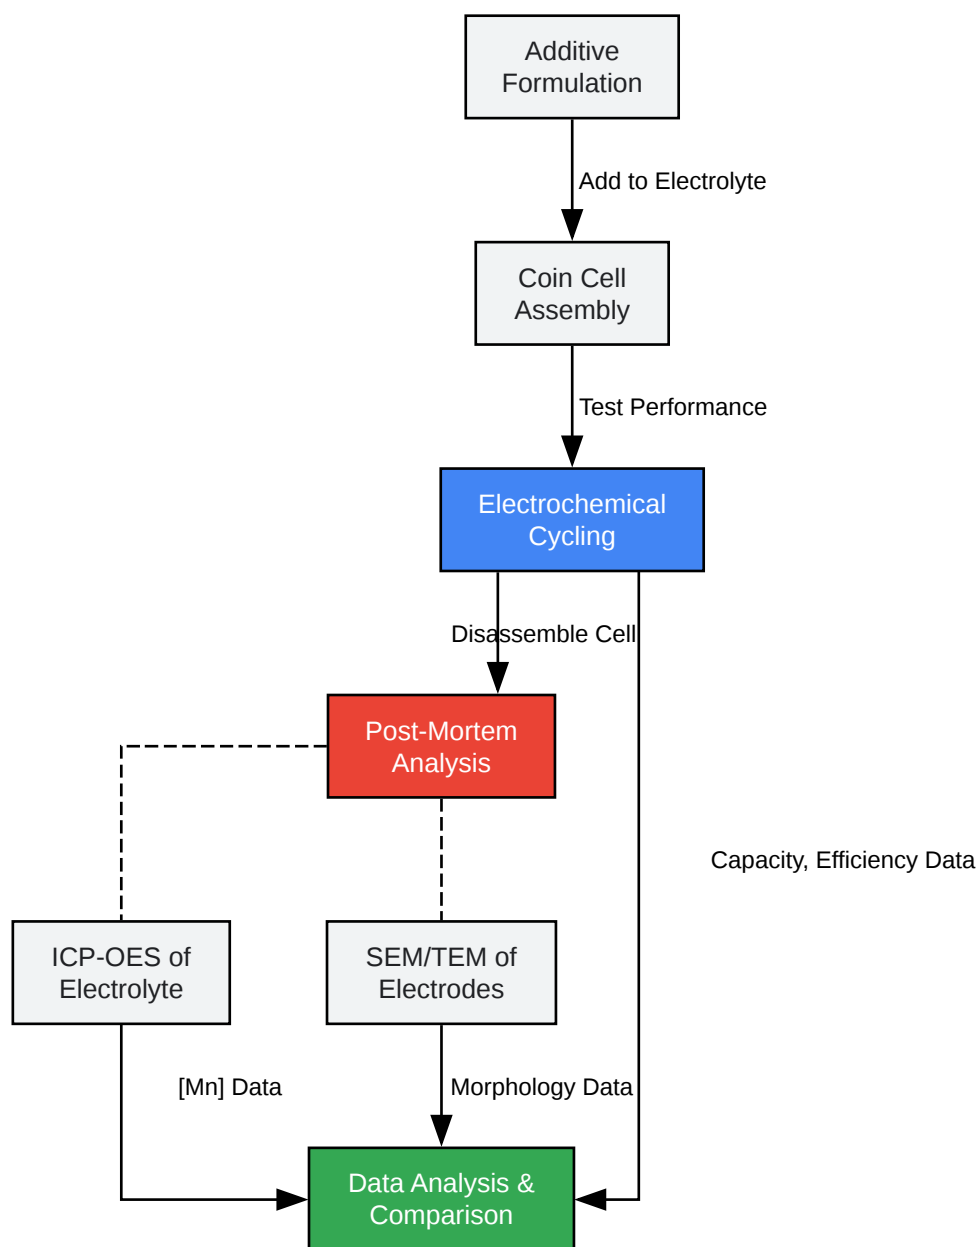 Additive
Formulation
Add to Electrolyte
Coin Cell
Assembly
Test Performance
Electrochemical
Cycling
Disassemble Cell
Post-Mortem
Analysis
Capacity, Efficiency Data
ICP-OES of
Electrolyte
SEM/TEM of
Electrodes
[Mn] Data
Morphology Data
Data Analysis &
Comparison